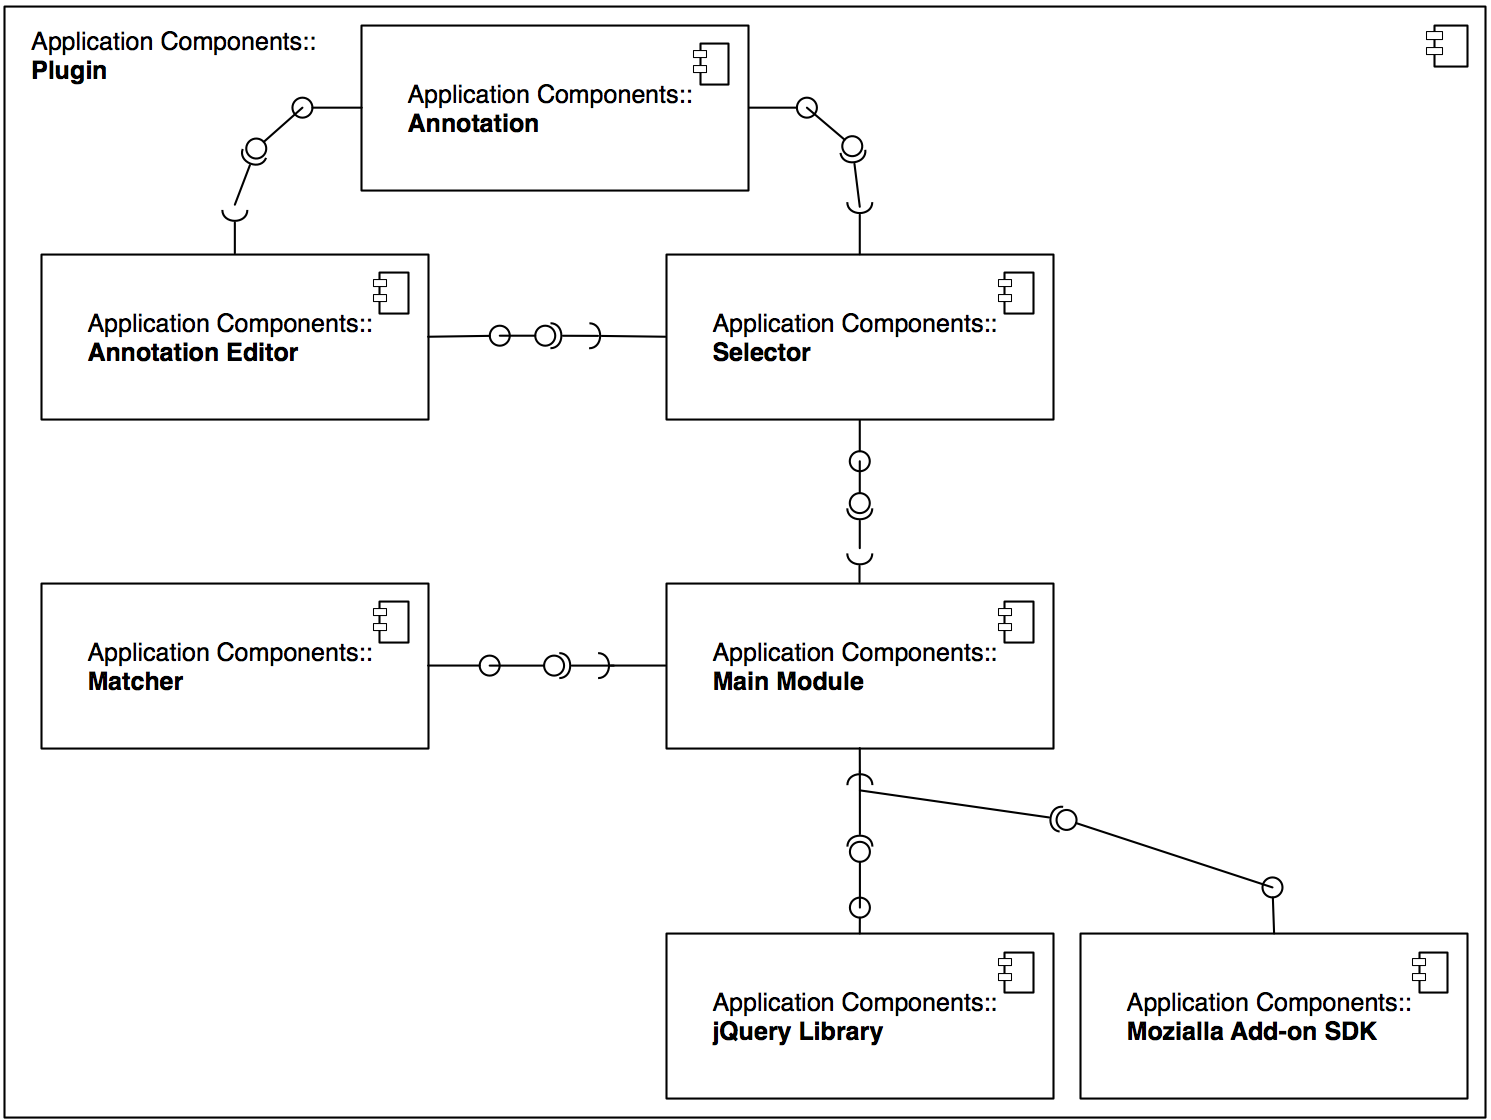 Application Components::
Plugin
Application Components::
Annotation
Application Components::
Annotation Editor
Application Components::
Selector
Application Components::
Matcher
Application Components::
Main Module
Application Components::
jQuery Library
Application Components::
Mozialla Add-on SDK